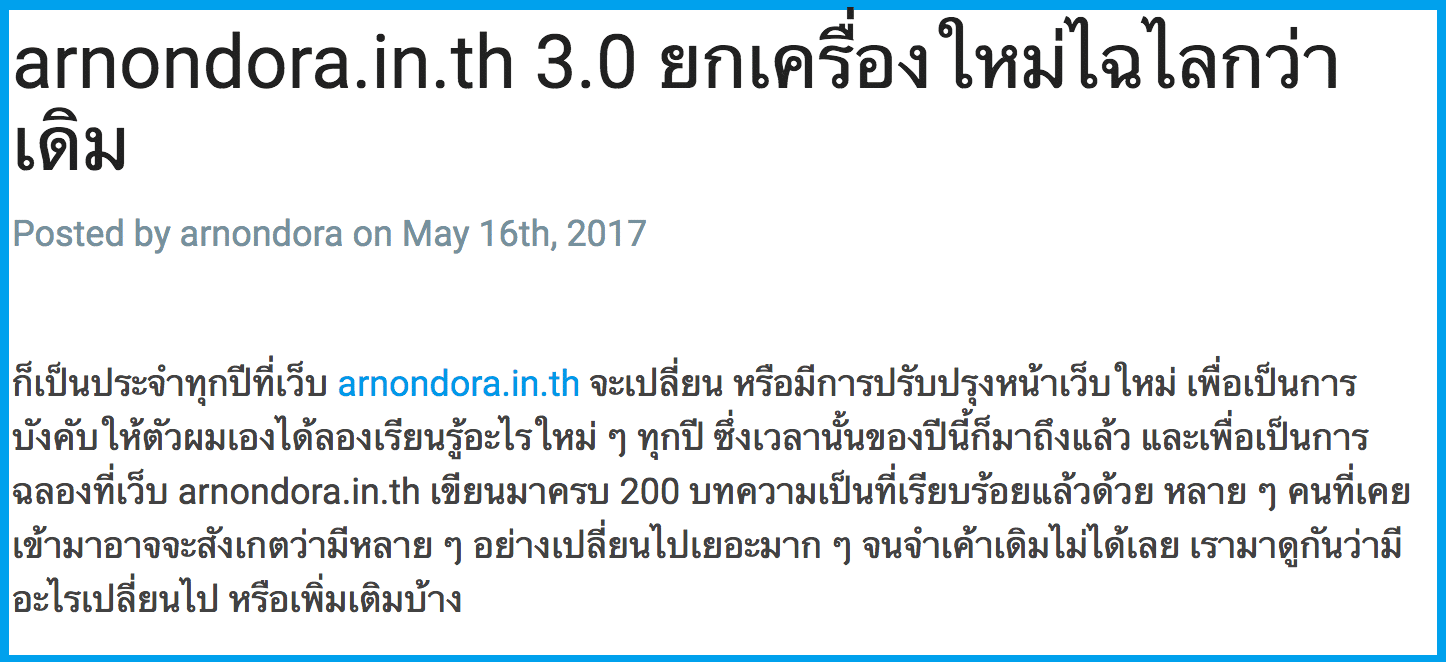 arnondora.in.th 3.0 ยกเครื่องใหม่ไฉไลกว่า
เดิม
Posted by arnondora on May 16th, 2017
ก็เป็นประจำทุกปีที่เว็บ arnondora.in.th จะเปลี่ยน หรือมีการปรับปรุงหน้าเว็บใหม่ เพื่อเป็นการ
บังคับให้ตัวผมเองได้ลองเรียนรู้อะไรใหม่ ๆ ทุกปี ซึ่งเวลานั้นของปีนี้ก็มาถึงแล้ว และเพื่อเป็นการ
ฉลองที่เว็บ arnondora.in.th เขียนมาครบ 200 บทความเป็นที่เรียบร้อยแล้วด้วย หลาย ๆ คนที่เคย
เข้ามาอาจจะสังเกตว่ามีหลาย ๆ อย่างเปลี่ยนไปเยอะมาก ๆ จนจำเค้าเดิมไม่ได้เลย เรามาดูกันว่ามี
อะไรเปลี่ยนไป หรือเพิ่มเติมบ้าง